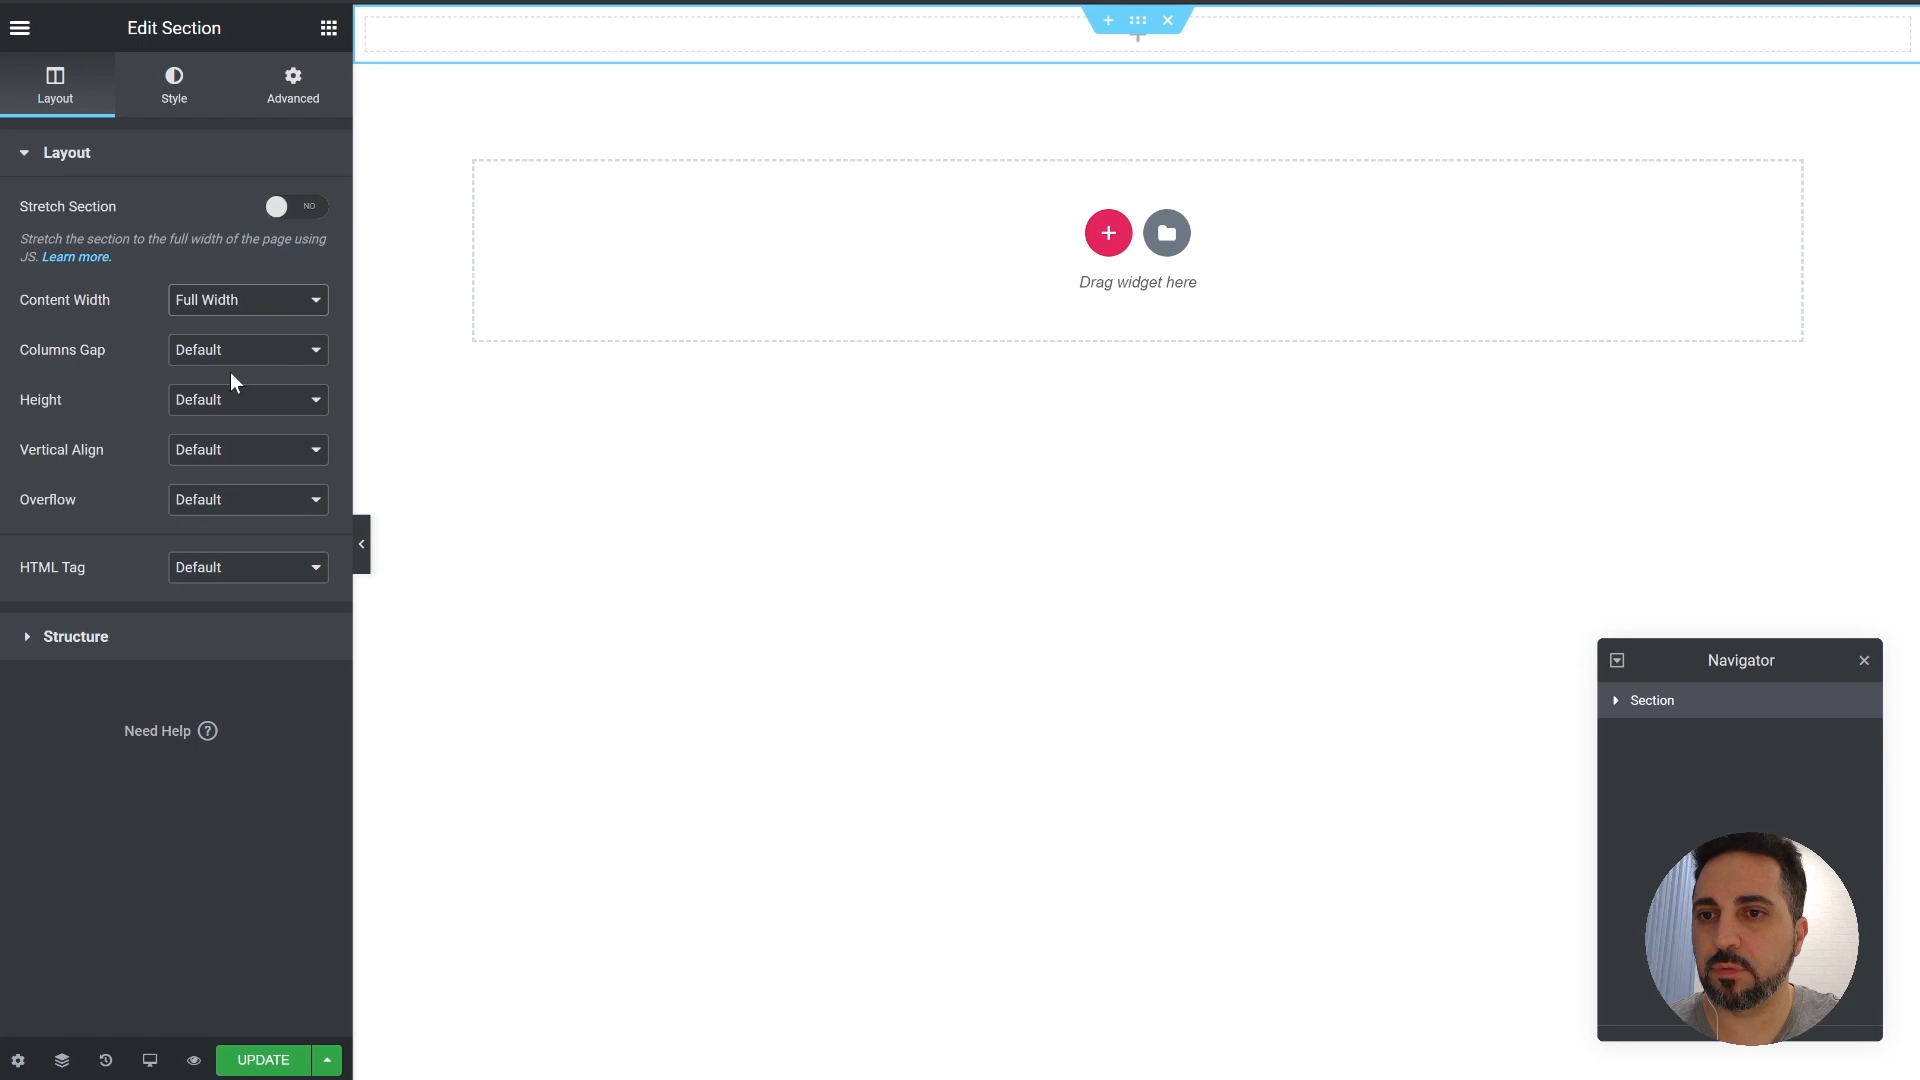 Edit Section
Layout
Style
Advanced
Layout
Stretch Section
NO
Stretch the section to the full width of the page using
JS. Learn more.
Content Width
Full Width
Columns Gap
Default
Height
Default
Vertical Align
Default
Overflow
Default
HTML Tag
Default
Structure
Need Help ?
UPDATE
Drag widget here
Navigator
Section